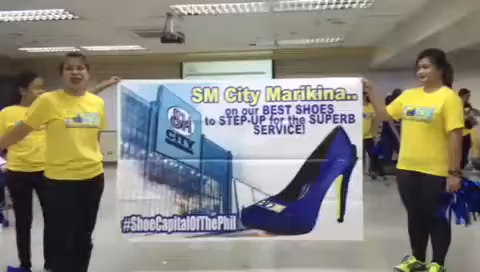 SM City Marikina..
on our BEST SHOES
to STEP-UP for the SUPERB
SERVICE!
SM
CITY
#ShoeCapitalOfThePhil